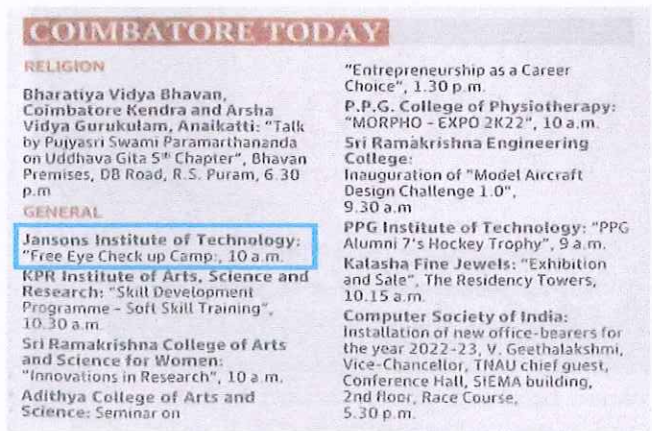 COIMBATORE TODAY
RELIGION
Bharatiya Vidya Bhavan,
Coimbatore Kendra and Arsha
Vidya Gurukulam, Anaikatti: "Talk
by Pujyasri Swami Paramarthananda
on Uddhava Gita 5th Chapter", Bhavan
Premises, DB Road, R.S. Puram, 6.30
p.m
GENERAL
Jansons Institute of Technology:
"Free Eye Check up Camp:, 10 a.m.
KPR Institute of Arts, Science and
Research: "Skill Development
Programme – Soft Skill Training",
10.30 a.m.
Sri Ramakrishna College of Arts
and Science for Women:
"Innovations in Research", 10 a.m.
Adithya College of Arts and
Science: Seminar on
"Entrepreneurship as a Career
Choice", 1.30 p.m.
P.P.G. College of Physiotherapy:
"MORPHO – EXPO 2K22", 10 a.m.
Sri Ramakrishna Engineering
College:
Inauguration of "Model Aircraft
Design Challenge 1.0",
9.30 a.m
PPG Institute of Technology: "PPG
Alumni 7's Hockey Trophy", 9 a.m.
Kalasha Fine Jewels: "Exhibition
and Sale", The Residency Towers,
10.15 a.m.
Computer Society of India:
Installation of new office-bearers for
the year 2022-23, V. Geethalakshmi,
Vice-Chancellor, TNAU chief guest,
Conference Hall, SIEMA building,
2nd floor, Race Course,
5.30 p.m.